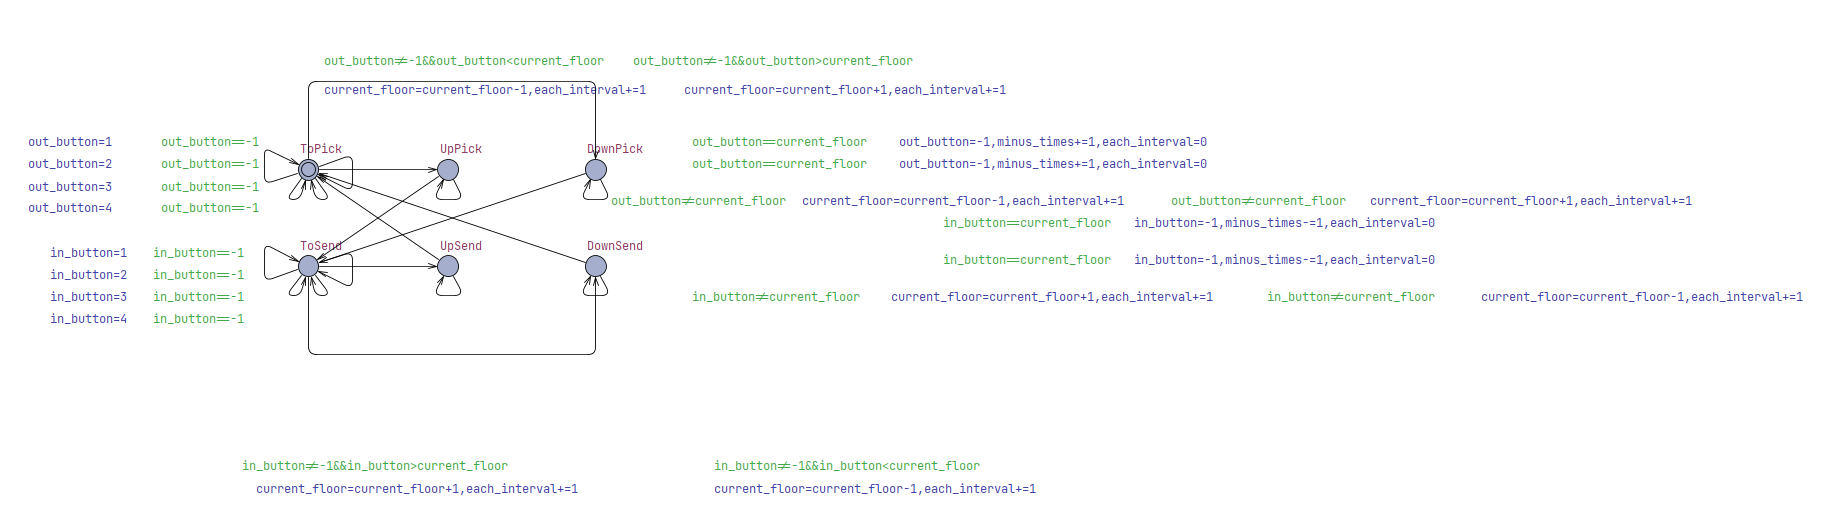 out_button≠-1&&out_button<current_floor out_button≠-1&&out_button>current_floor
current_floor=current_floor-1,each_interval+=1 current_floor=current_floor+1,each_interval+=1
out_button=1 out_button==-1 out_button==current_floor out_button=-1,minus_times+=1,each_interval=0
ToPick UpPick DownPick
out_button=2 out_button==-1 out_button==current_floor out_button=-1,minus_times+=1,each_interval=0
out_button=3 out_button==-1
out_button≠current_floor current_floor=current_floor-1,each_interval+=1 out_button≠current_floor current_floor=current_floor+1,each_interval+=1
out_button=4 out_button==-1
in_button==current_floor in_button=-1,minus_times-=1,each_interval=0
ToSend UpSend DownSend
in_button=1 in_button==-1
in_button==current_floor in_button=-1,minus_times-=1,each_interval=0
in_button=2 in_button==-1
in_button=3 in_button==-1 in_button≠current_floor current_floor=current_floor+1,each_interval+=1 in_button≠current_floor current_floor=current_floor-1,each_interval+=1
in_button=4 in_button==-1
in_button≠-1&&in_button>current_floor in_button≠-1&&in_button<current_floor
current_floor=current_floor+1,each_interval+=1 current_floor=current_floor-1,each_interval+=1